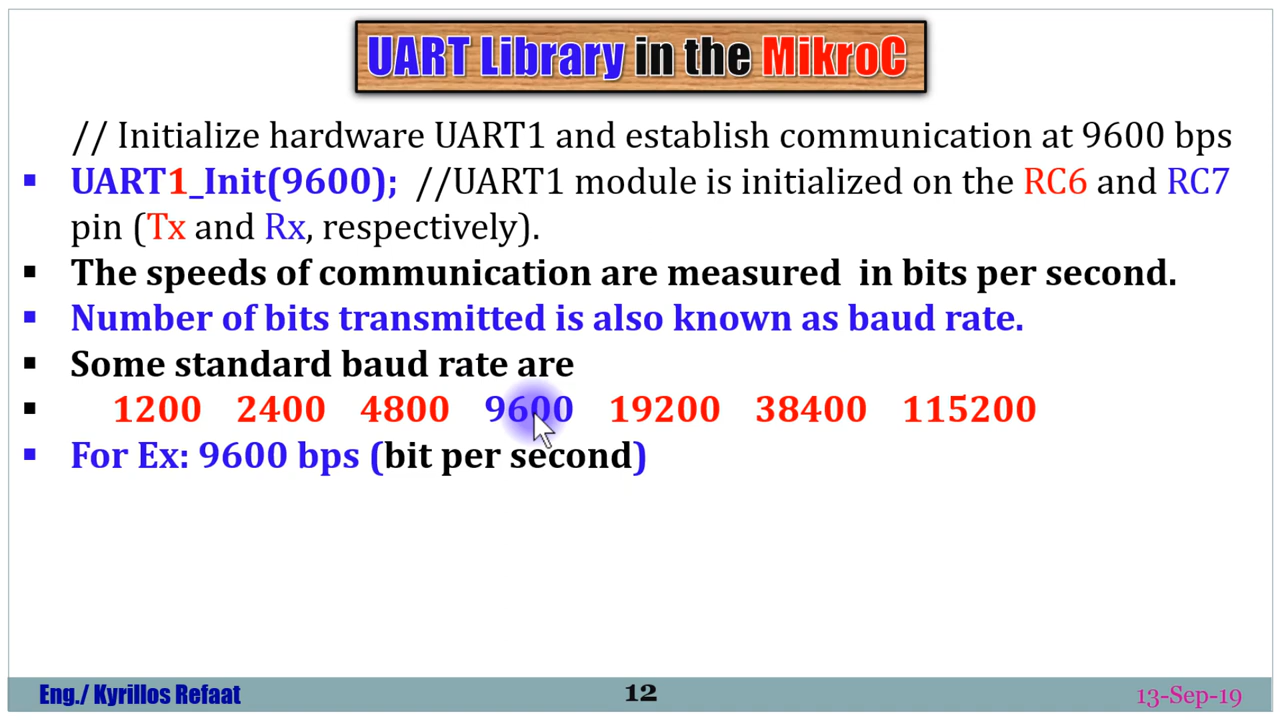 UART Library in the MikroC
// Initialize hardware UART1 and establish communication at 9600 bps
▪ UART1_Init(9600); //UART1 module is initialized on the RC6 and RC7
pin (Tx and Rx, respectively).
▪ The speeds of communication are measured in bits per second.
▪ Number of bits transmitted is also known as baud rate.
▪ Some standard baud rate are
▪ 1200 2400 4800 9600 19200 38400 115200
▪ For Ex: 9600 bps (bit per second)
Eng./ Kyrillos Refaat 12 13-Sep-19